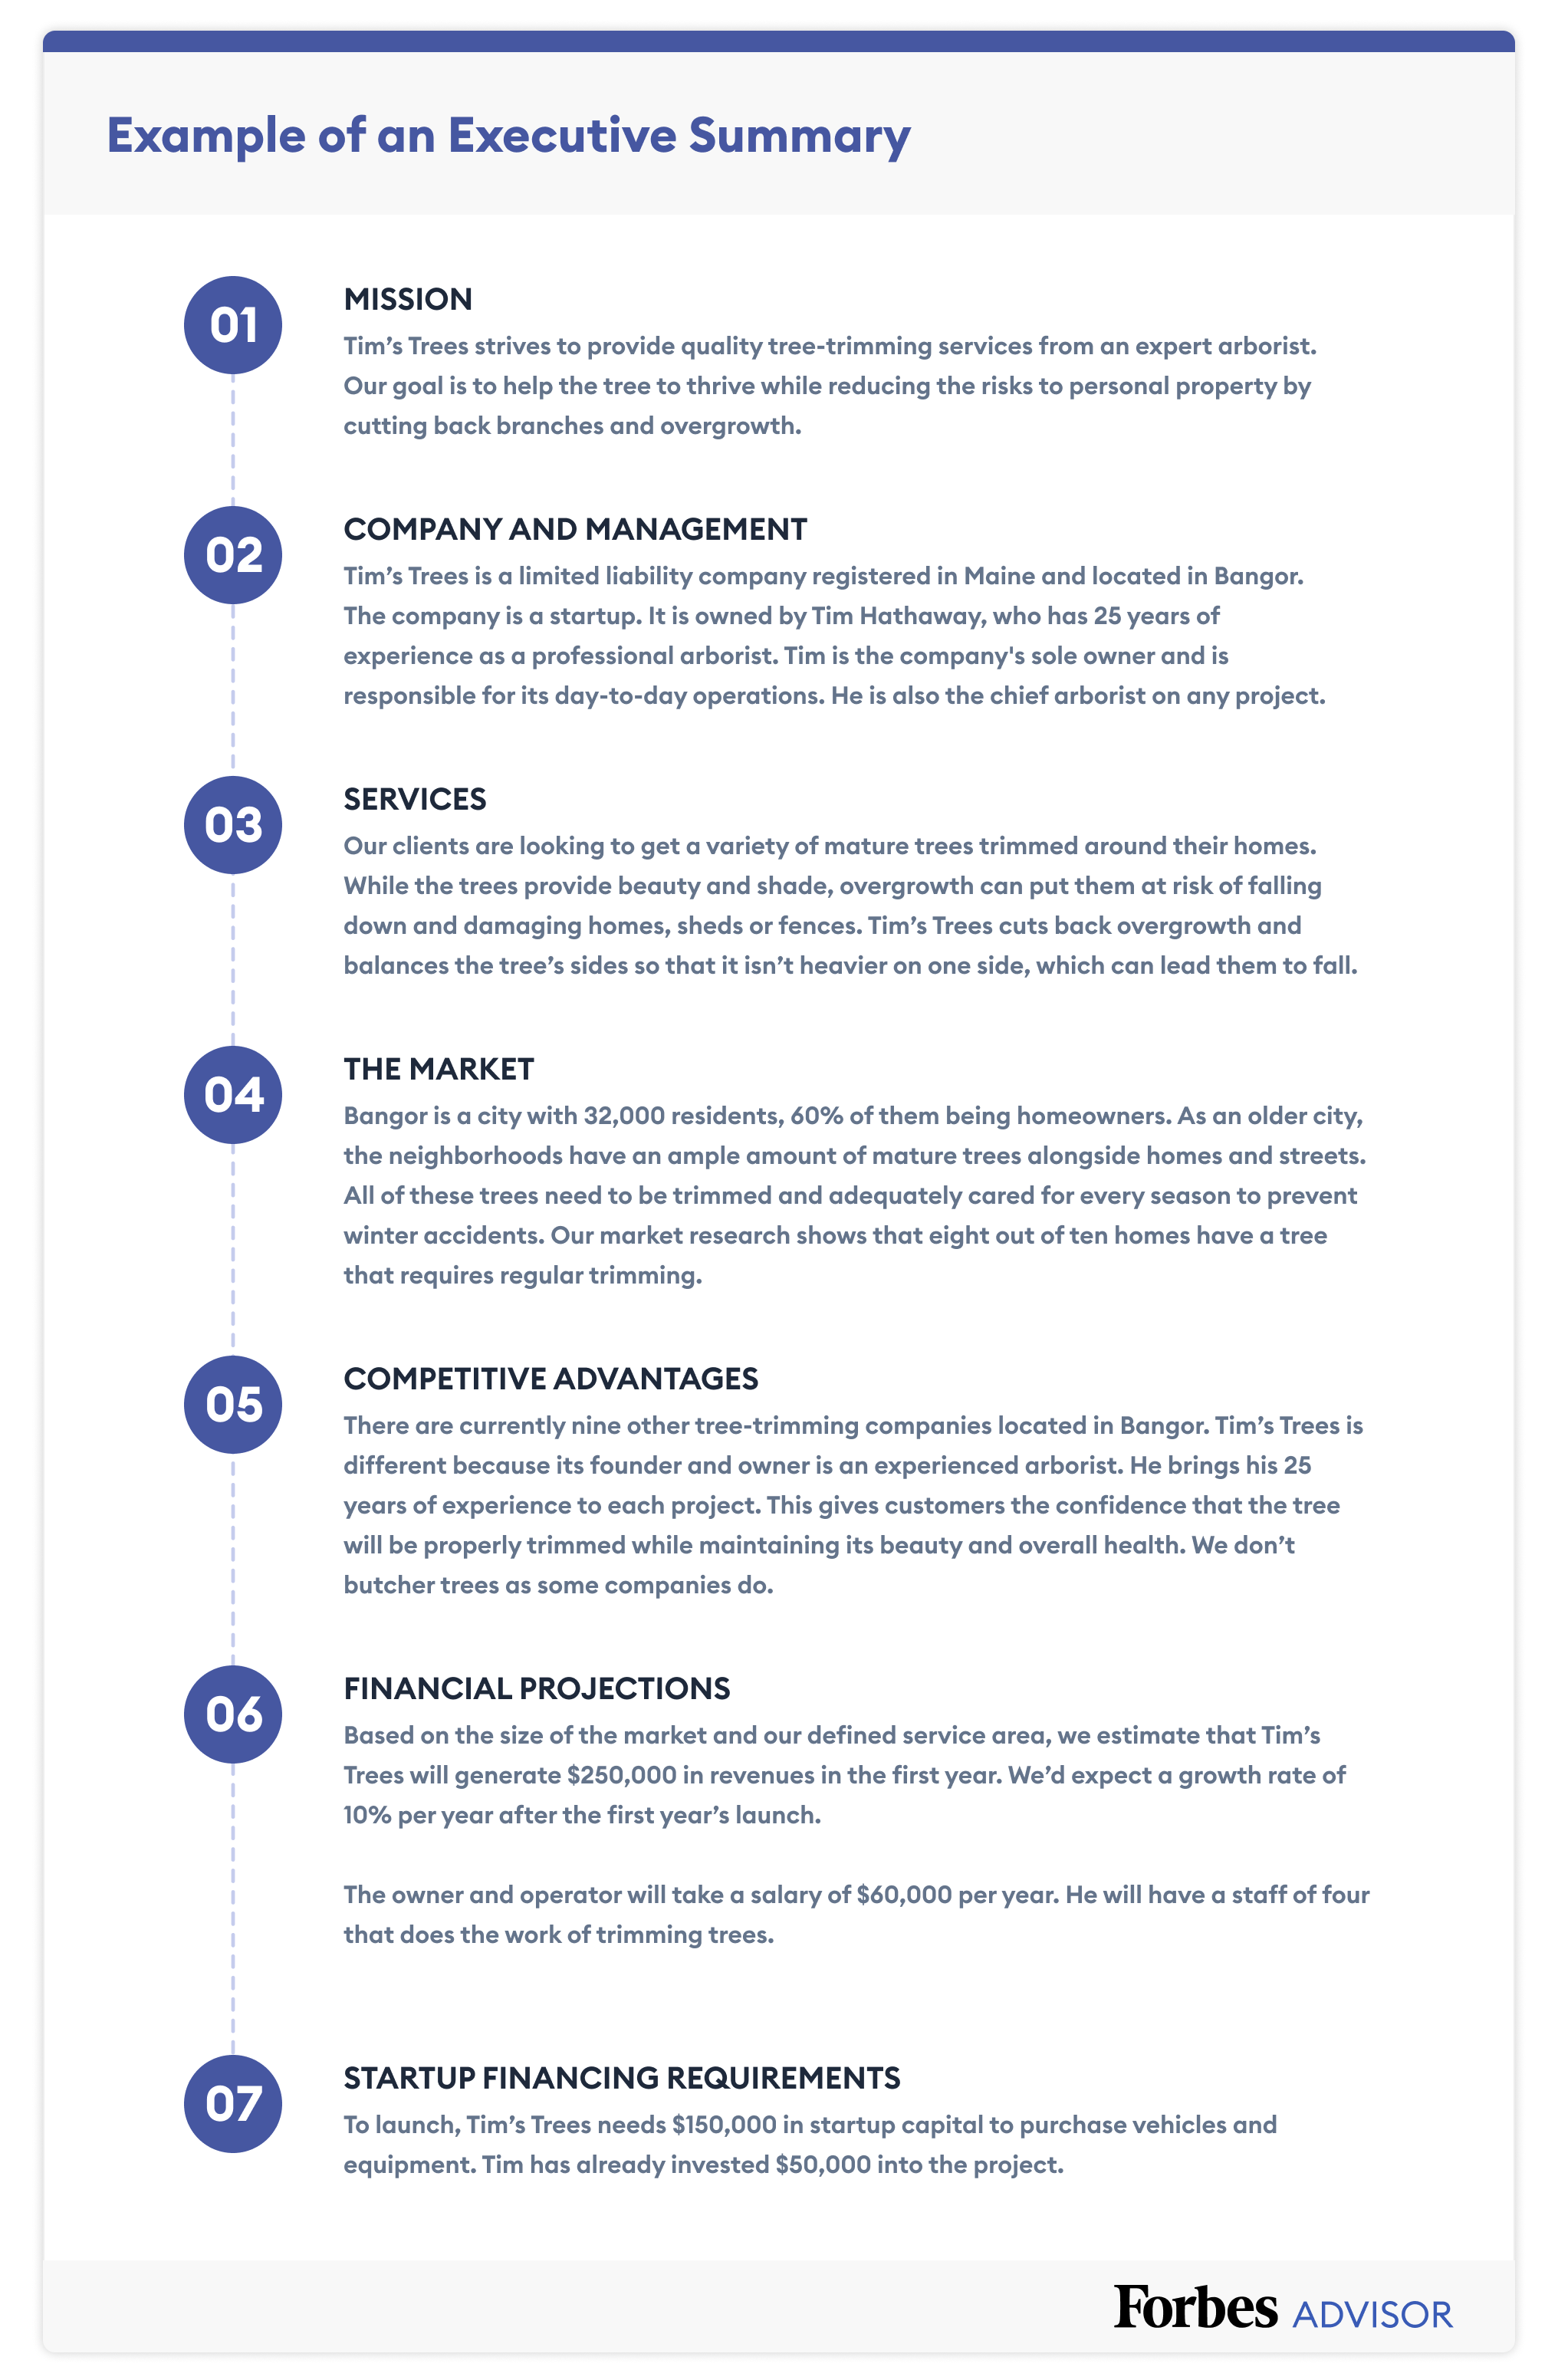 Example of an Executive Summary
01
MISSION
Tim’s Trees strives to provide quality tree-trimming services from an expert arborist.
Our goal is to help the tree to thrive while reducing the risks to personal property by
cutting back branches and overgrowth.
02
COMPANY AND MANAGEMENT
Tim’s Trees is a limited liability company registered in Maine and located in Bangor.
The company is a startup. It is owned by Tim Hathaway, who has 25 years of
experience as a professional arborist. Tim is the company's sole owner and is
responsible for its day-to-day operations. He is also the chief arborist on any project.
03
SERVICES
Our clients are looking to get a variety of mature trees trimmed around their homes.
While the trees provide beauty and shade, overgrowth can put them at risk of falling
down and damaging homes, sheds or fences. Tim’s Trees cuts back overgrowth and
balances the tree’s sides so that it isn’t heavier on one side, which can lead them to fall.
04
THE MARKET
Bangor is a city with 32,000 residents, 60% of them being homeowners. As an older city,
the neighborhoods have an ample amount of mature trees alongside homes and streets.
All of these trees need to be trimmed and adequately cared for every season to prevent
winter accidents. Our market research shows that eight out of ten homes have a tree
that requires regular trimming.
05
COMPETITIVE ADVANTAGES
There are currently nine other tree-trimming companies located in Bangor. Tim’s Trees is
different because its founder and owner is an experienced arborist. He brings his 25
years of experience to each project. This gives customers the confidence that the tree
will be properly trimmed while maintaining its beauty and overall health. We don’t
butcher trees as some companies do.
06
FINANCIAL PROJECTIONS
Based on the size of the market and our defined service area, we estimate that Tim’s
Trees will generate $250,000 in revenues in the first year. We’d expect a growth rate of
10% per year after the first year’s launch.
The owner and operator will take a salary of $60,000 per year. He will have a staff of four
that does the work of trimming trees.
07
STARTUP FINANCING REQUIREMENTS
To launch, Tim’s Trees needs $150,000 in startup capital to purchase vehicles and
equipment. Tim has already invested $50,000 into the project.
Forbes ADVISOR